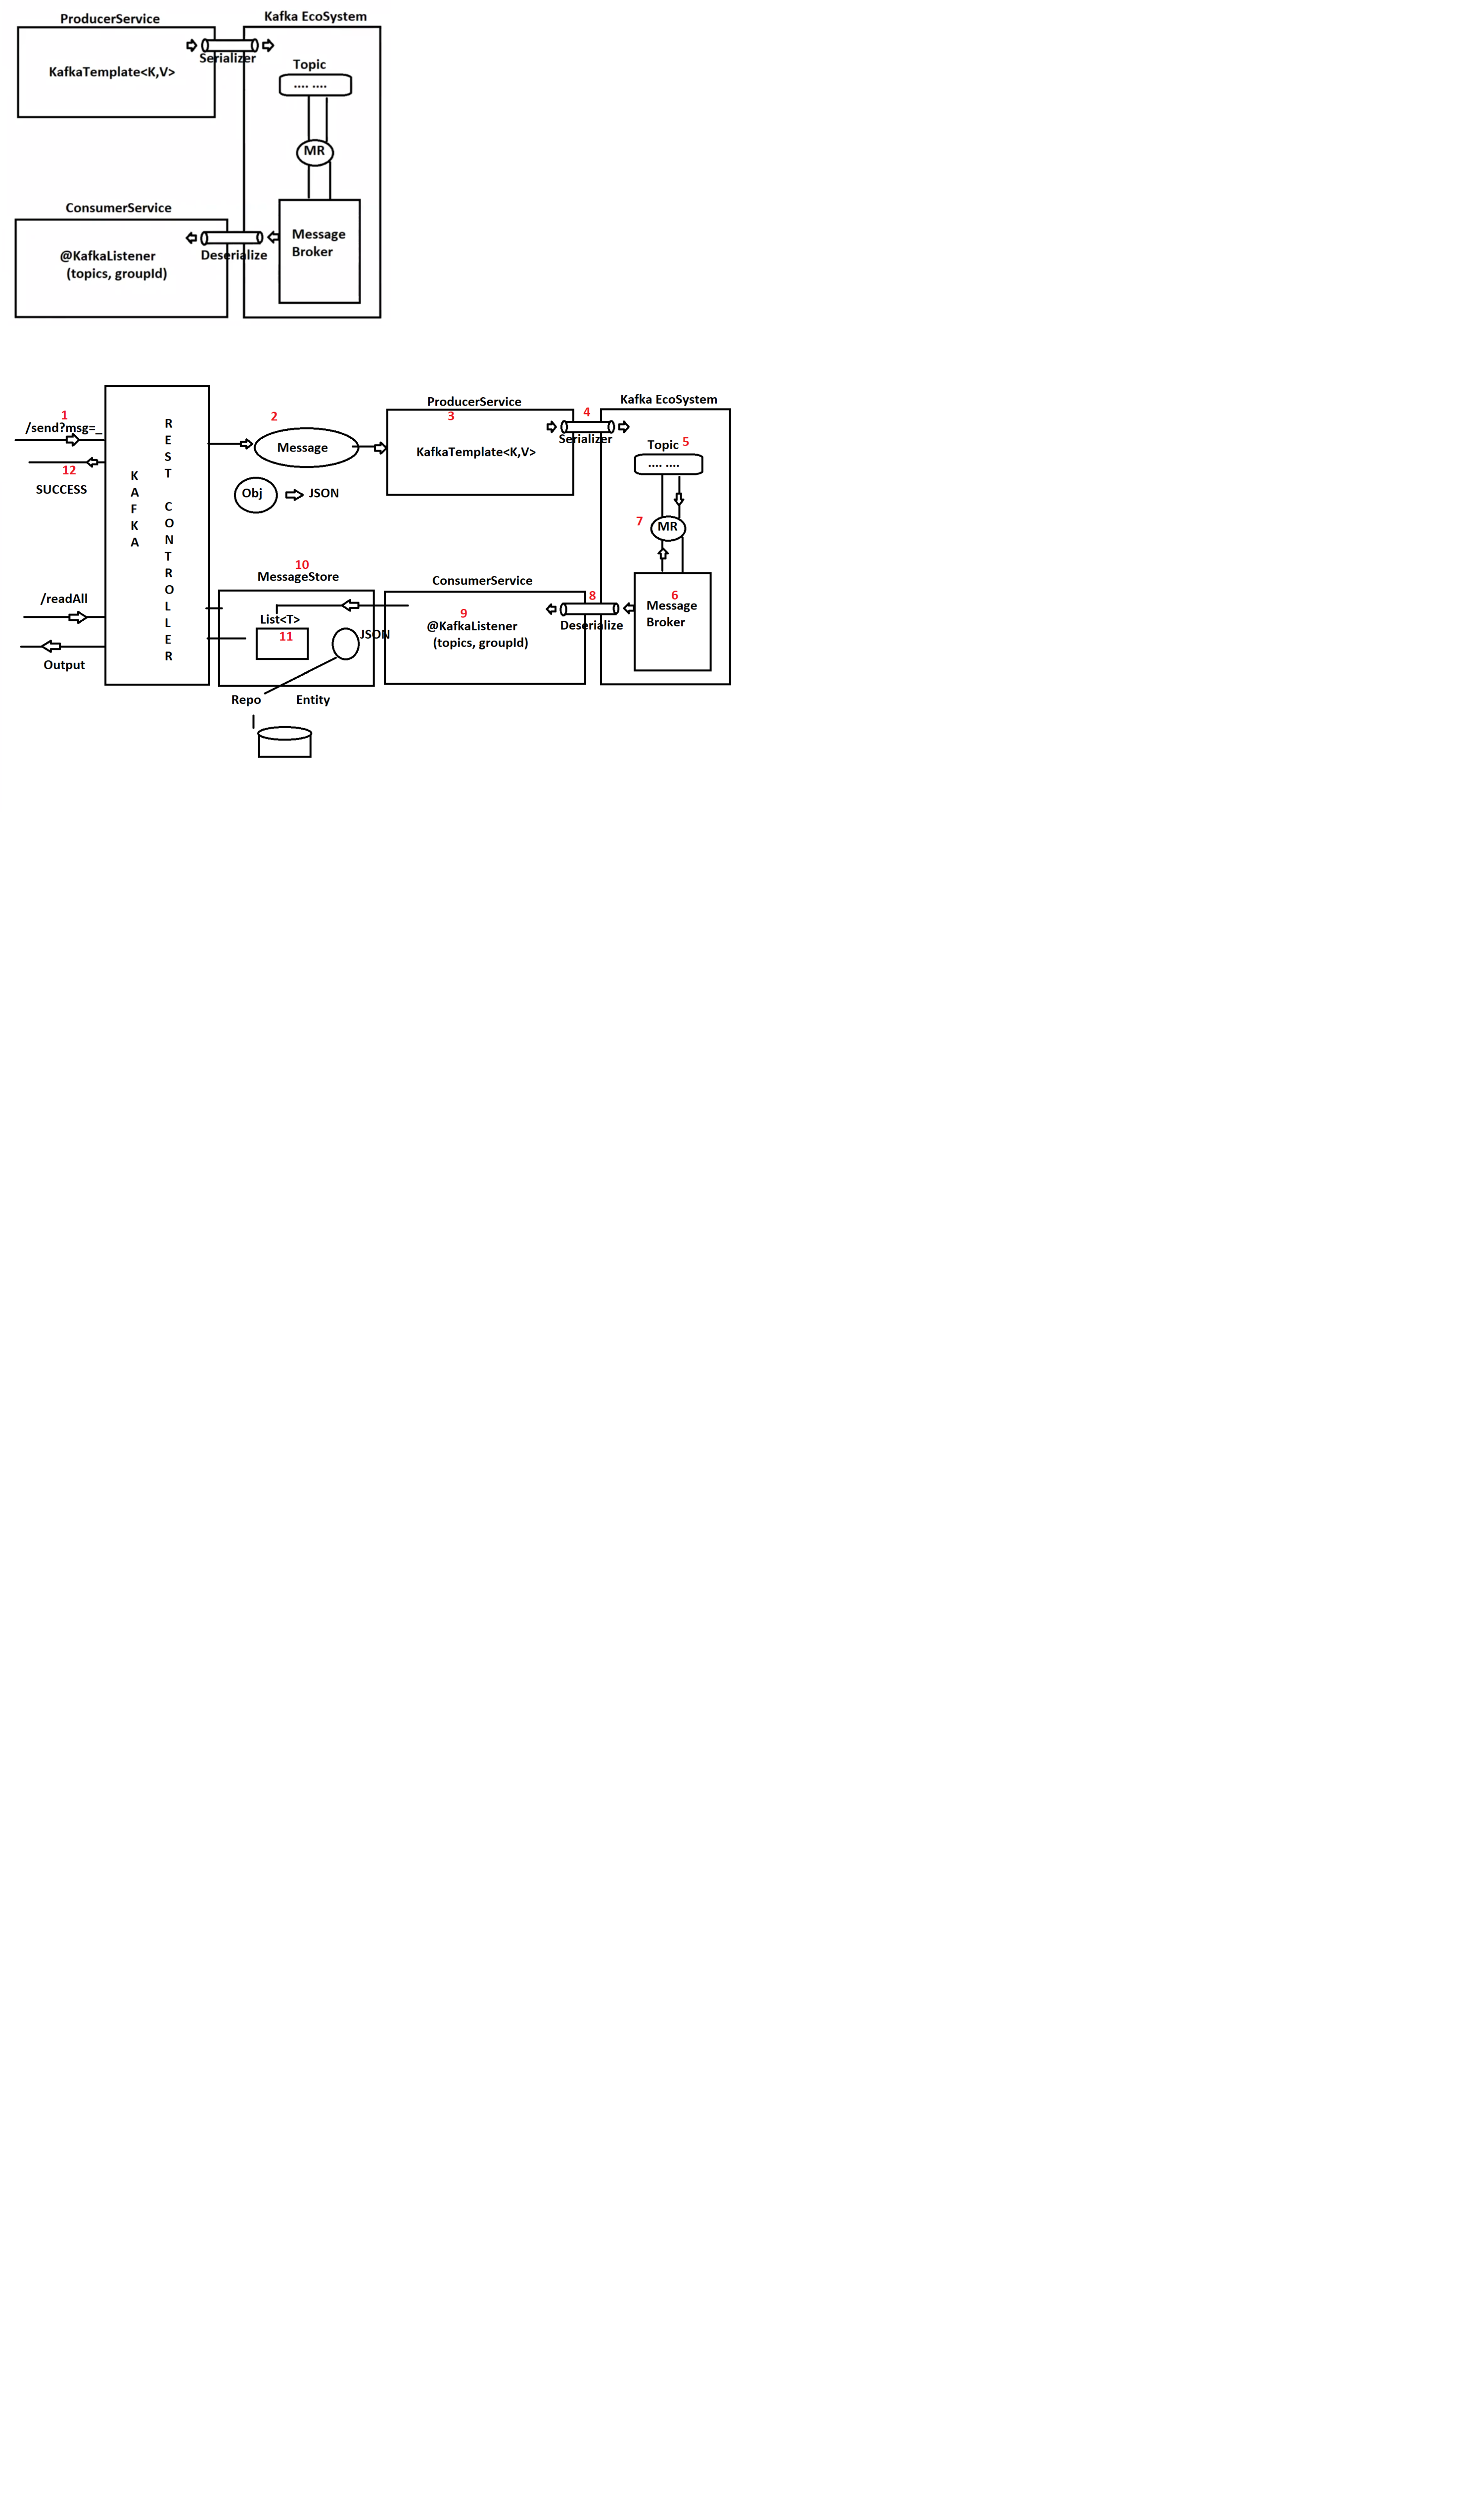 ProducerService
Kafka EcoSystem
Serializer
KafkaTemplate<K,V>
Topic
.... ....
MR
ConsumerService
Message
Broker
@KafkaListener
(topics, groupId)
Deserialize
1
/send?msg=_
12
SUCCESS
/readAll
Output
KAFKA
REST CONTROLLER
2
Message
Obj
JSON
ProducerService
3
KafkaTemplate<K,V>
4
Serializer
Kafka EcoSystem
Topic 5
.... ....
7
MR
6
Message
Broker
8
Deserialize
ConsumerService
9
@KafkaListener
(topics, groupId)
10
MessageStore
List<T>
11
JSON
Repo
Entity